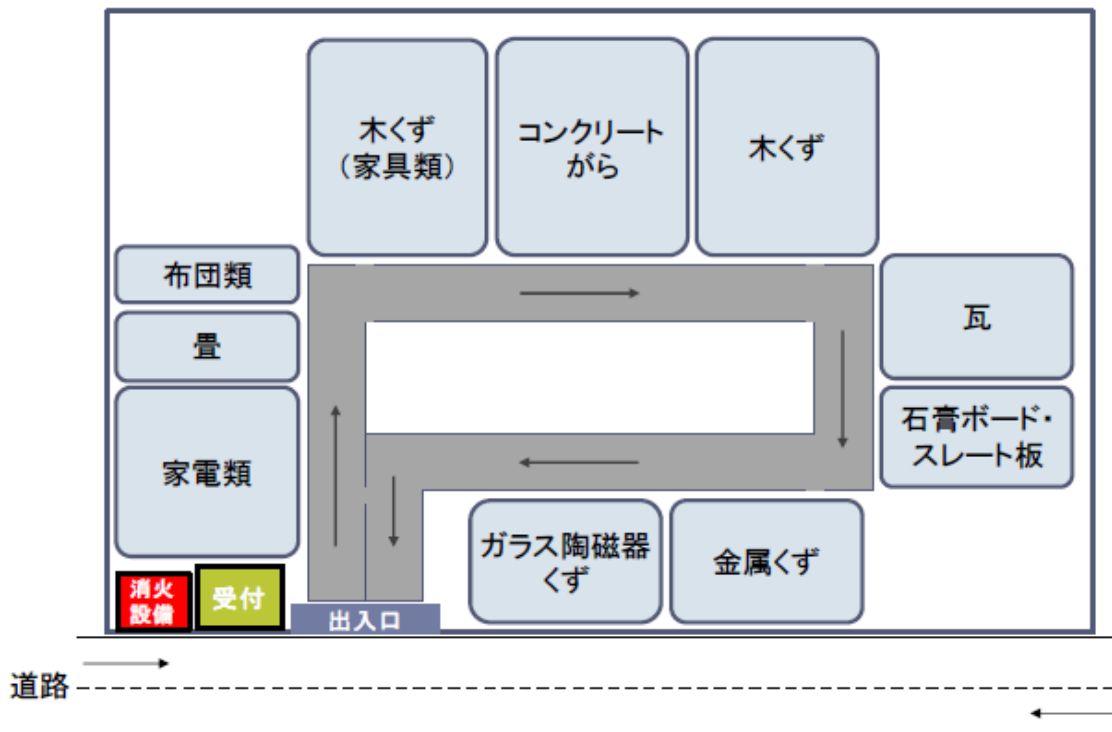 木くず
（家具類）
コンクリート
がら
木くず
布団類
畳
家電類
瓦
石膏ボード・
スレート板
ガラス陶磁器
くず
金属くず
消火
設備
受付
出入口
道路